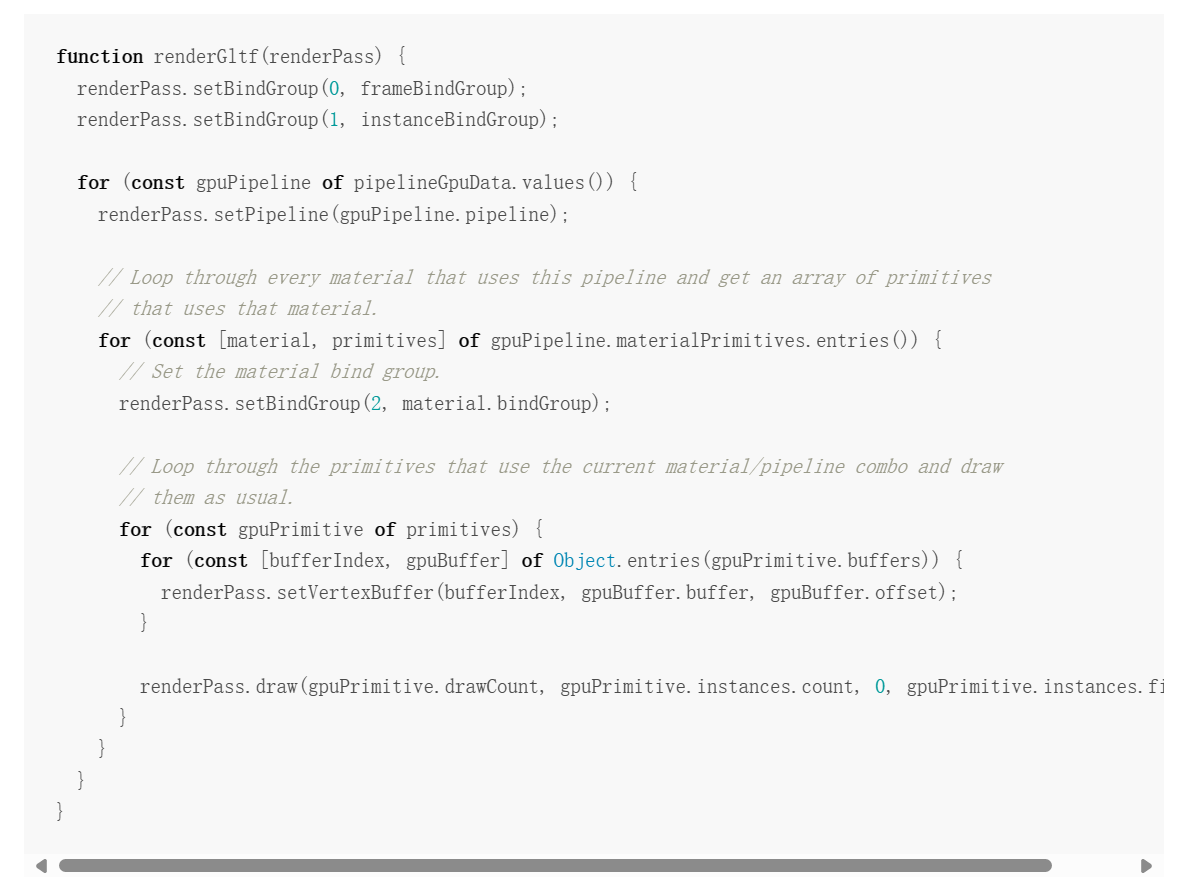 function renderGltf(renderPass) {
  renderPass.setBindGroup(0, frameBindGroup);
  renderPass.setBindGroup(1, instanceBindGroup);

  for (const gpuPipeline of pipelineGpuData.values()) {
    renderPass.setPipeline(gpuPipeline.pipeline);

    // Loop through every material that uses this pipeline and get an array of primitives
    // that uses that material.
    for (const [material, primitives] of gpuPipeline.materialPrimitives.entries()) {
      // Set the material bind group.
      renderPass.setBindGroup(2, material.bindGroup);

      // Loop through the primitives that use the current material/pipeline combo and draw
      // them as usual.
      for (const gpuPrimitive of primitives) {
        for (const [bufferIndex, gpuBuffer] of Object.entries(gpuPrimitive.buffers)) {
          renderPass.setVertexBuffer(bufferIndex, gpuBuffer.buffer, gpuBuffer.offset);
        }

        renderPass.draw(gpuPrimitive.drawCount, gpuPrimitive.instances.count, 0, gpuPrimitive.instances.fi
      }
    }
  }
}